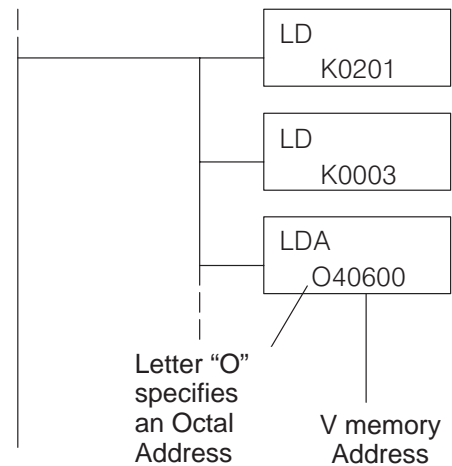 LD
K0201
LD
K0003
LDA
O40600
Letter “O”
specifies
an Octal
Address
V memory
Address